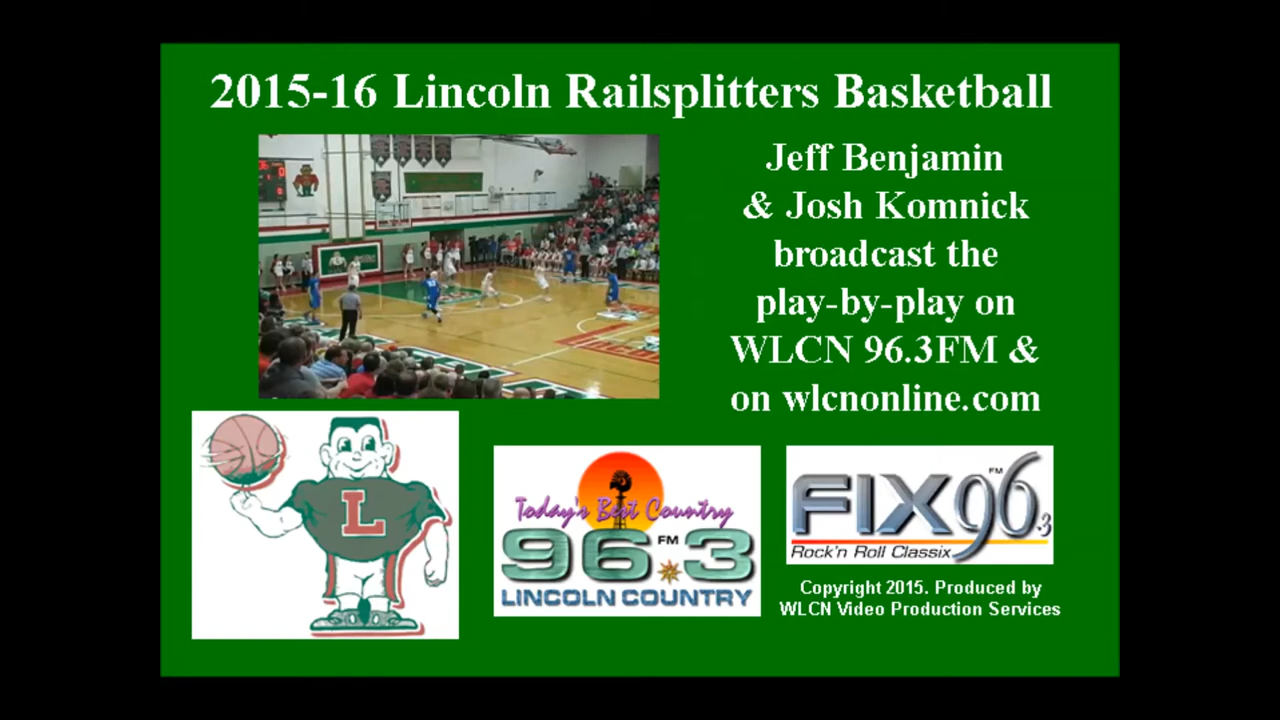 2015-16 Lincoln Railsplitters Basketball
Jeff Benjamin
& Josh Komnick
broadcast the
play-by-play on
WLCN 96.3FM &
on wlcnonline.com
L
Today's Best Country
96.3 FM
LINCOLN COUNTRY
FIX 96.3 FM
Rock'n Roll Classix
Copyright 2015. Produced by
WLCN Video Production Services